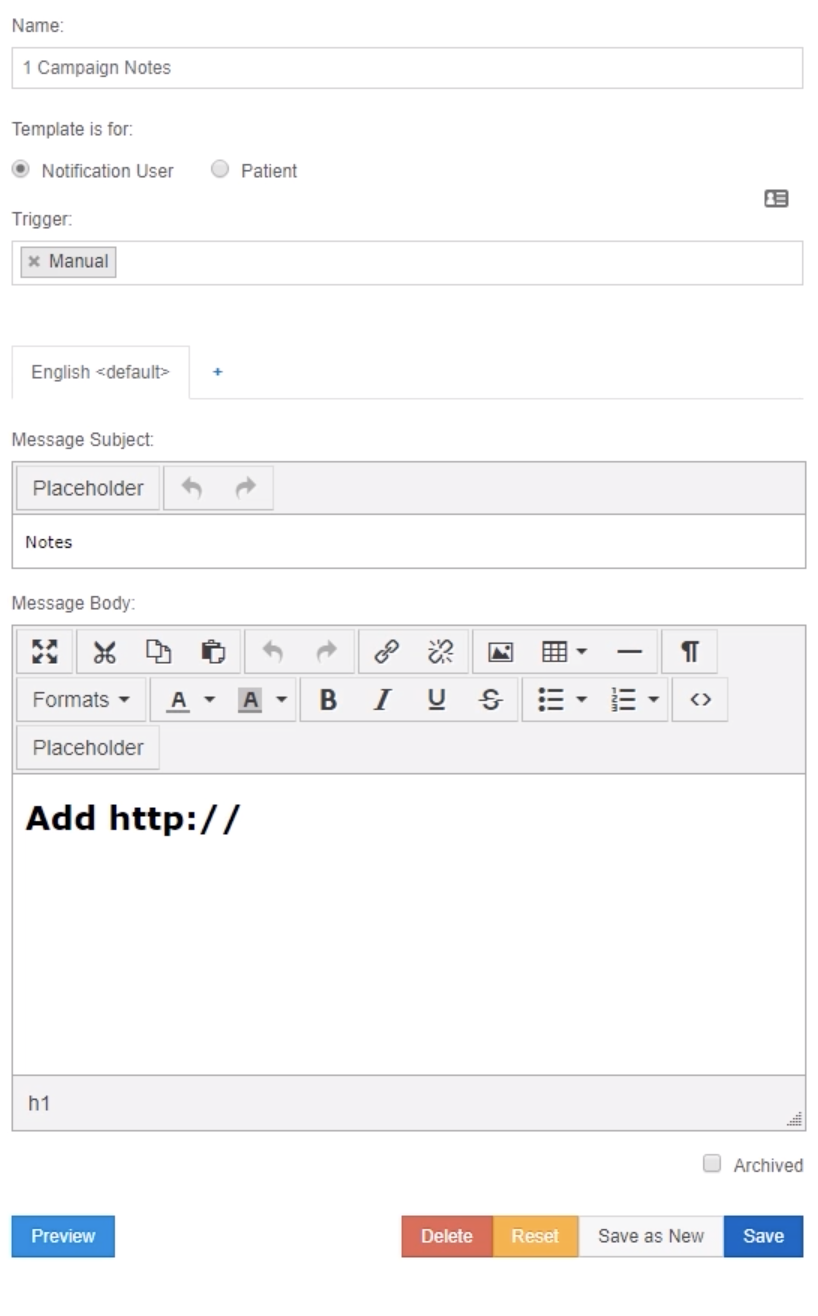 Name:
1 Campaign Notes
Template is for:
Notification User Patient
Trigger:
× Manual
English <default> +
Message Subject:
Placeholder
Notes
Message Body:
Formats A A B I U S <>
Placeholder
Add http://
h1
Archived
Preview Delete Reset Save as New Save